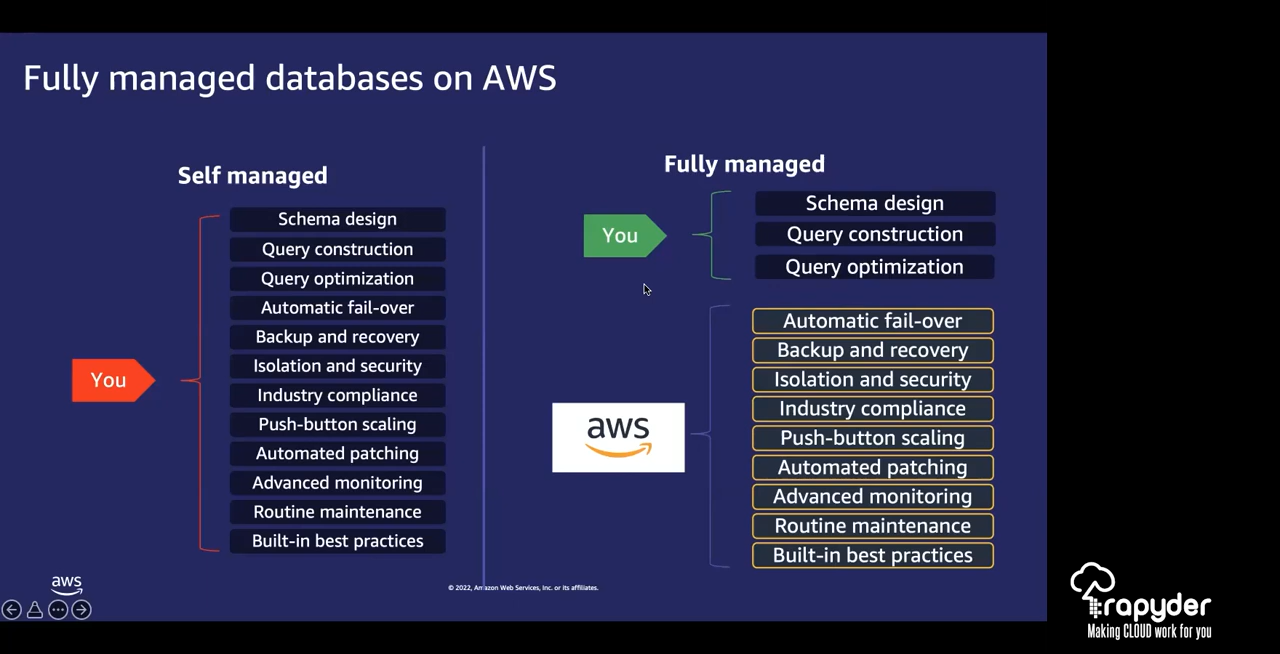 Fully managed databases on AWS
Self managed
You
Schema design
Query construction
Query optimization
Automatic fail-over
Backup and recovery
Isolation and security
Industry compliance
Push-button scaling
Automated patching
Advanced monitoring
Routine maintenance
Built-in best practices
Fully managed
You
Schema design
Query construction
Query optimization
aws
Automatic fail-over
Backup and recovery
Isolation and security
Industry compliance
Push-button scaling
Automated patching
Advanced monitoring
Routine maintenance
Built-in best practices
aws
© 2022, Amazon Web Services, Inc. or its affiliates.
rapyder
Making CLOUD work for you